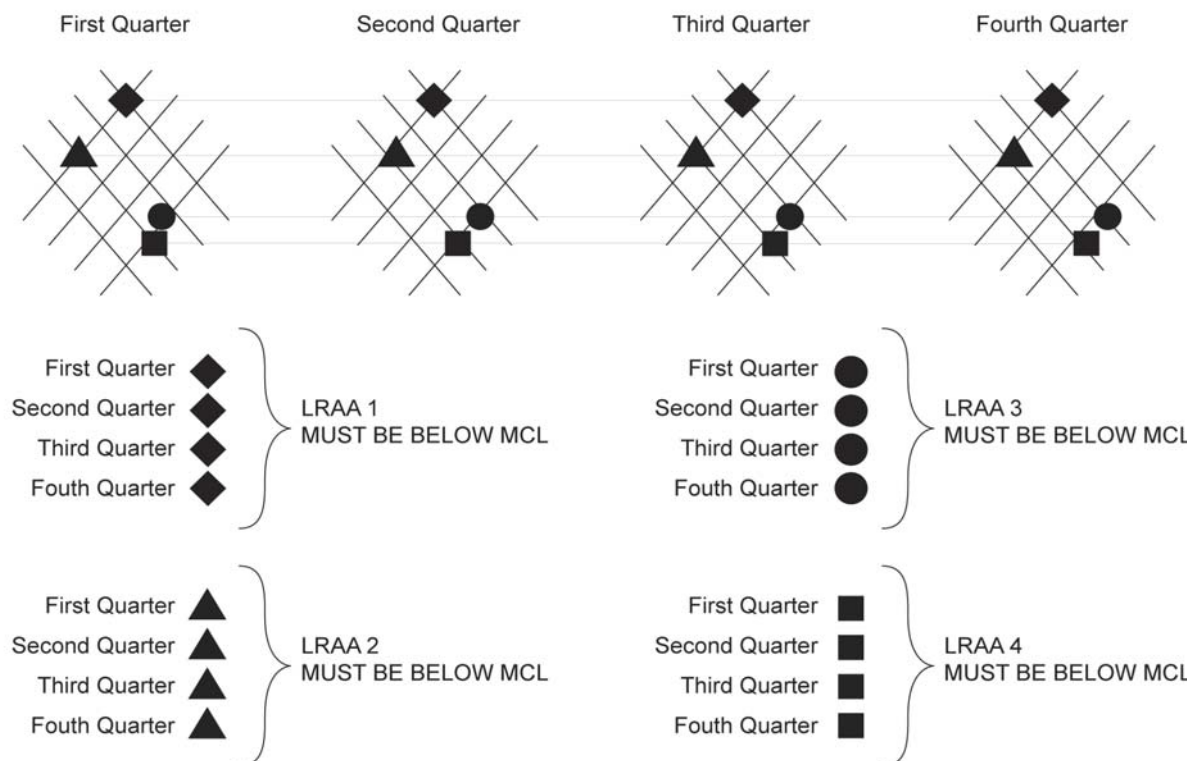 First Quarter
Second Quarter
Third Quarter
Fourth Quarter
First Quarter
Second Quarter
Third Quarter
Fouth Quarter
LRAA 1
MUST BE BELOW MCL
First Quarter
Second Quarter
Third Quarter
Fouth Quarter
LRAA 3
MUST BE BELOW MCL
First Quarter
Second Quarter
Third Quarter
Fouth Quarter
LRAA 2
MUST BE BELOW MCL
First Quarter
Second Quarter
Third Quarter
Fouth Quarter
LRAA 4
MUST BE BELOW MCL